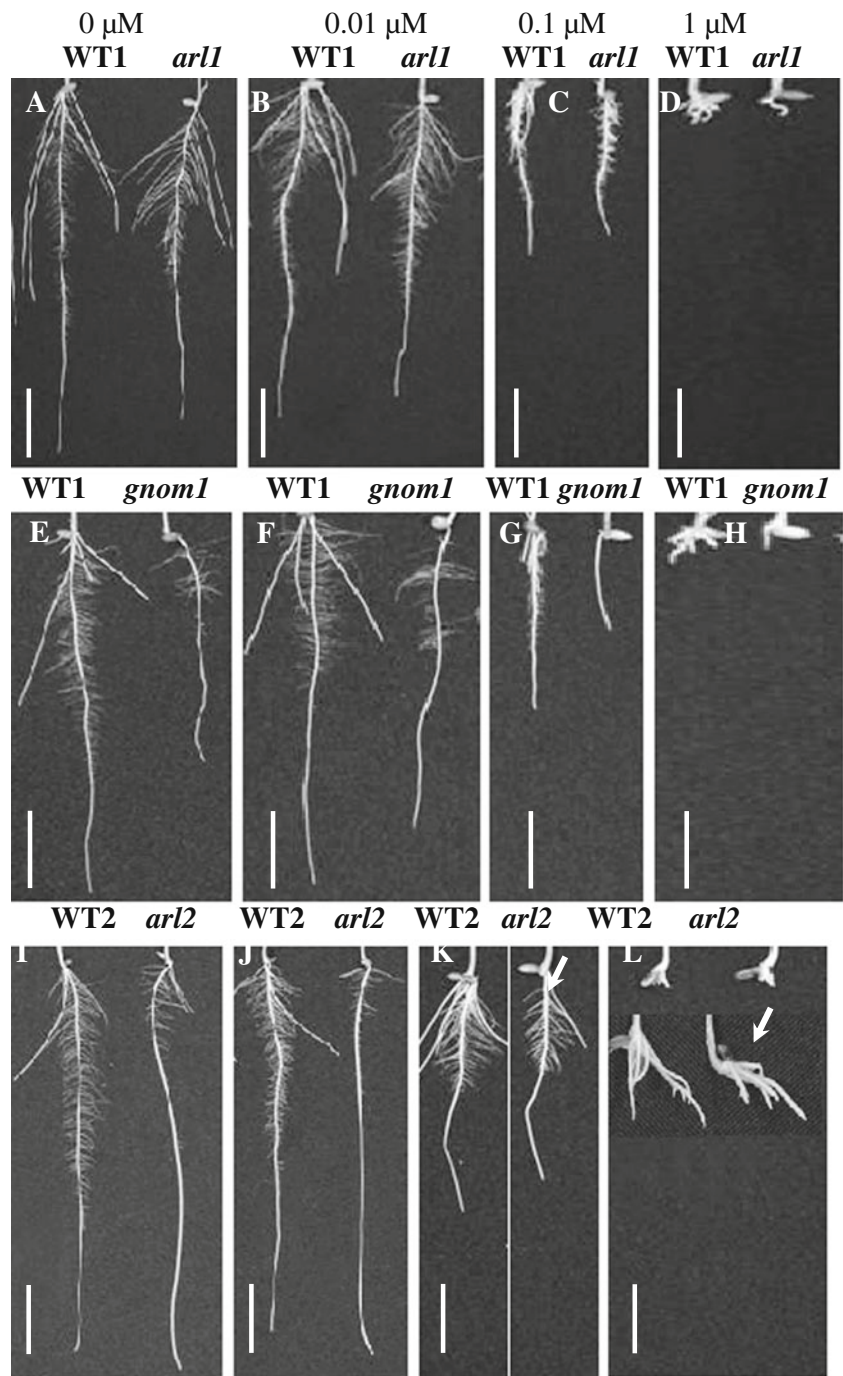 0 µM 0.01 µM 0.1 µM 1 µM
WT1 arl1 WT1 arl1 WT1 arl1 WT1 arl1
A B C D
WT1 gnom1 WT1 gnom1 WT1 gnom1 WT1 gnom1
E F G H
WT2 arl2 WT2 arl2 WT2 arl2 WT2 arl2
I J K L